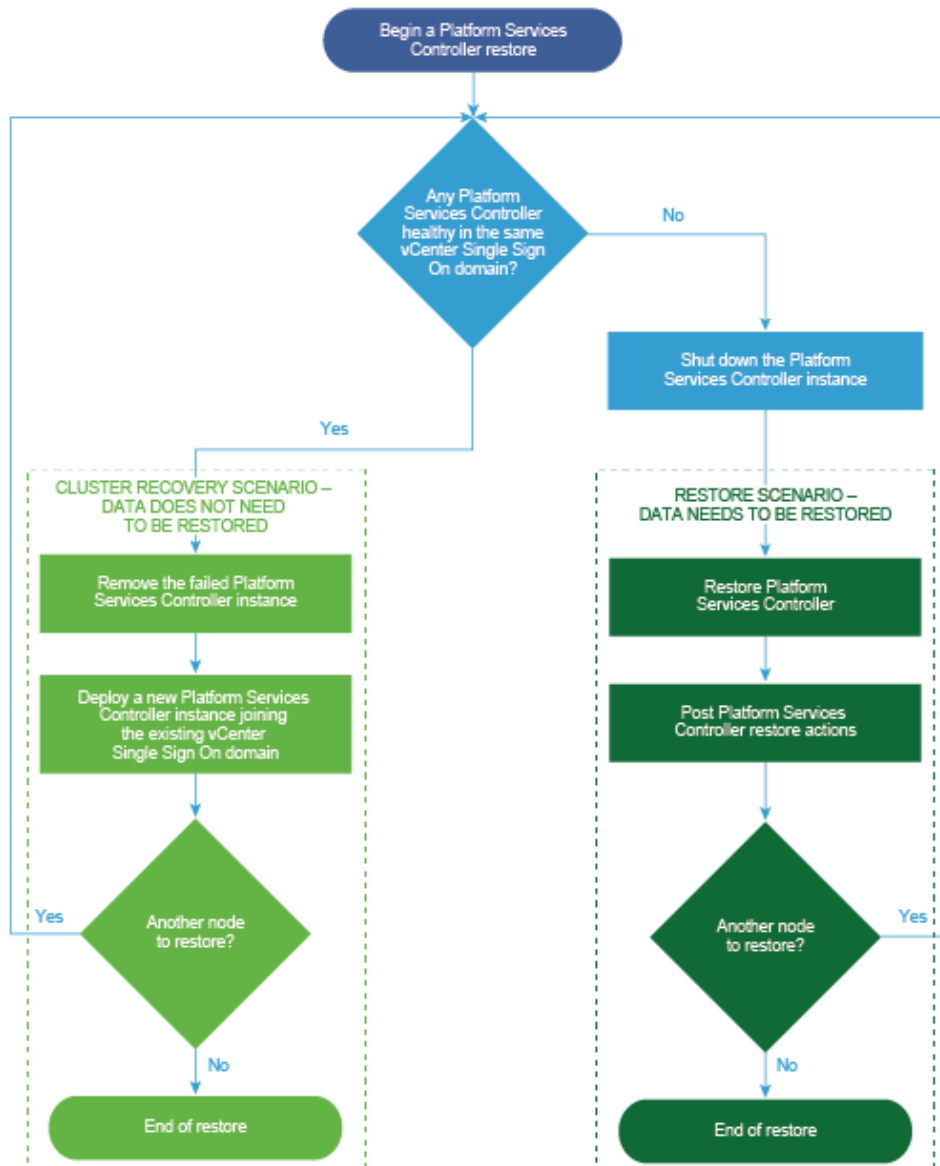 Begin a Platform Services
Controller restore
Any Platform
Services Controller
healthy in the same
vCenter Single Sign
On domain?
No
Shut down the Platform
Services Controller instance
Yes
CLUSTER RECOVERY SCENARIO –
DATA DOES NOT NEED
TO BE RESTORED
Remove the failed Platform
Services Controller instance
Deploy a new Platform Services
Controller instance joining
the existing vCenter
Single Sign On domain
Another node
to restore?
Yes
No
End of restore
RESTORE SCENARIO –
DATA NEEDS TO BE RESTORED
Restore Platform
Services Controller
Post Platform Services
Controller restore actions
Another node
to restore?
Yes
No
End of restore